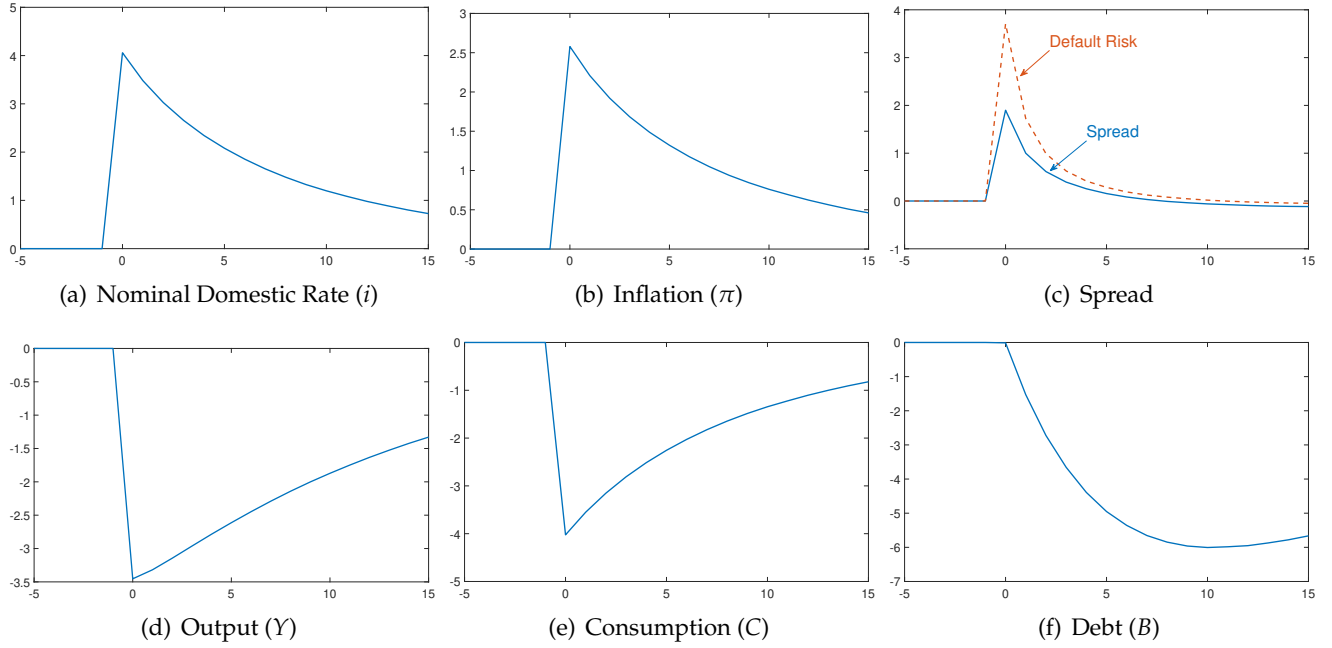 5
4
3
2
1
0
-5 0 5 10 15
(a) Nominal Domestic Rate (i)
3
2.5
2
1.5
1
0.5
0
-5 0 5 10 15
(b) Inflation (π)
4
3
2
1
0
-1
Default Risk
Spread
-5 0 5 10 15
(c) Spread
0
-0.5
-1
-1.5
-2
-2.5
-3
-3.5
-5 0 5 10 15
(d) Output (Y)
0
-1
-2
-3
-4
-5
-5 0 5 10 15
(e) Consumption (C)
0
-1
-2
-3
-4
-5
-6
-7
-5 0 5 10 15
(f) Debt (B)